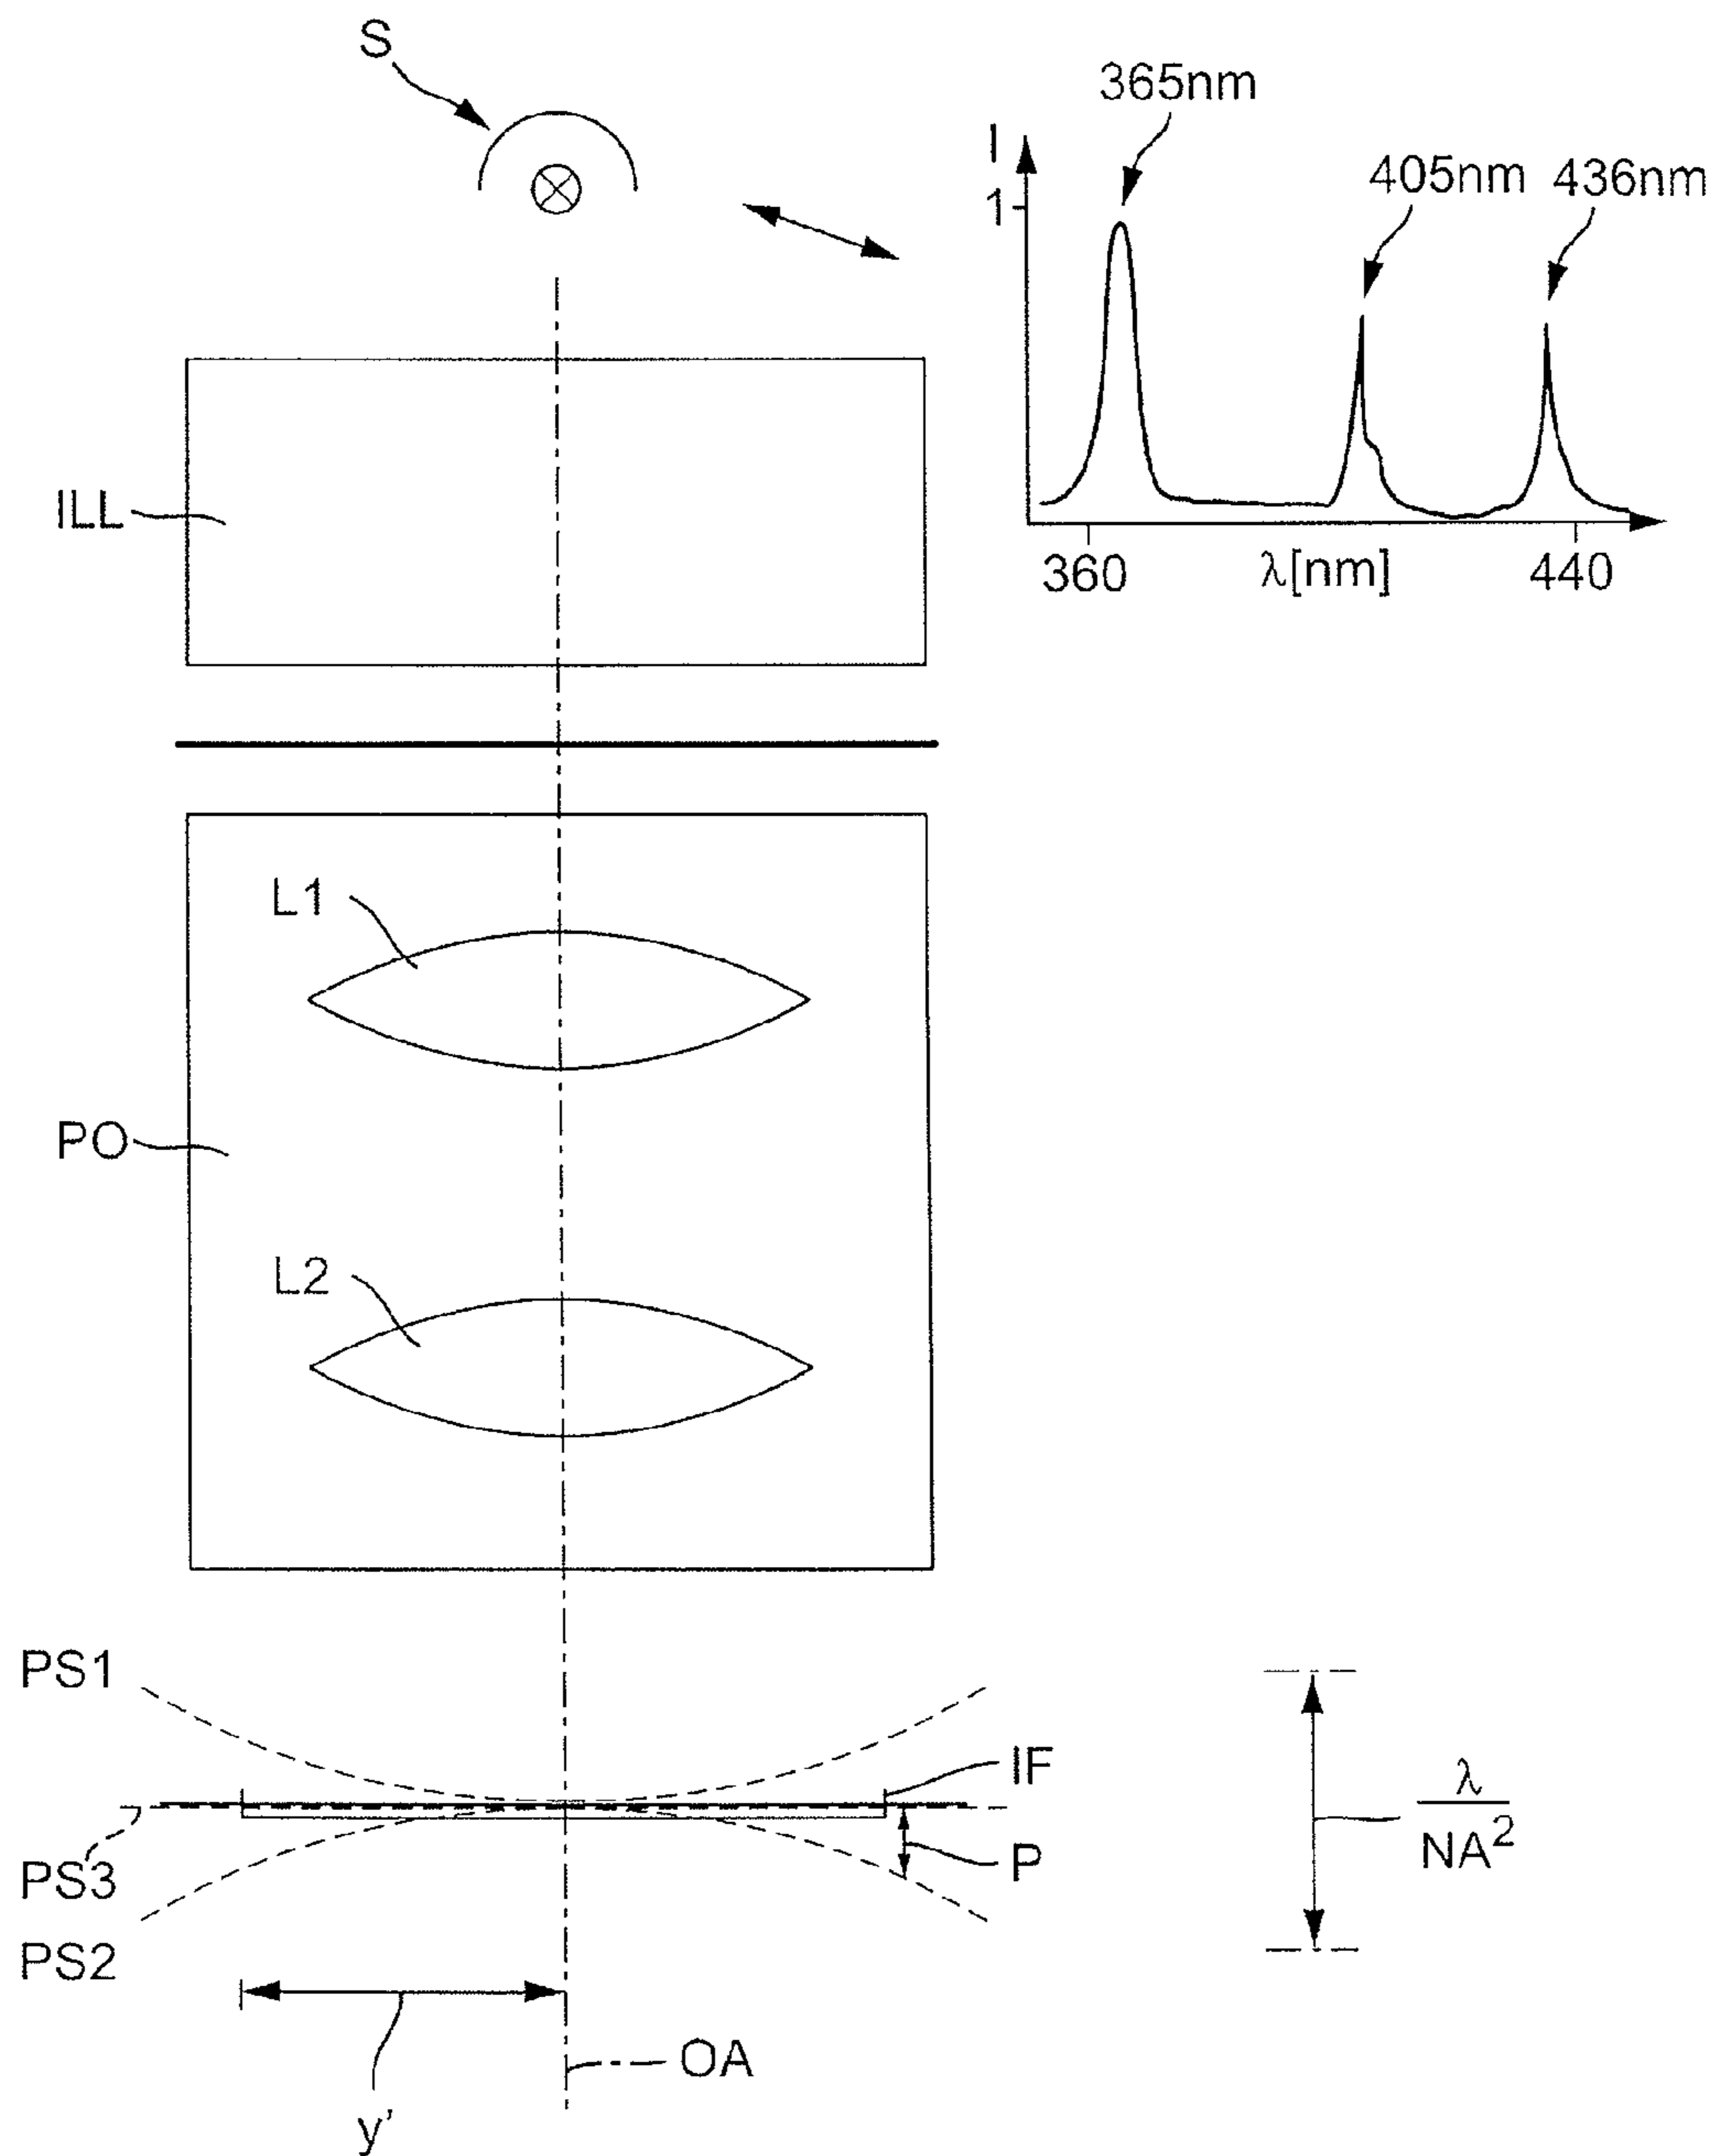 S
365nm
I
405nm 436nm
1
ILL
360 λ[nm] 440
L1
PO
L2
PS1
IF
λ
NA²
P
PS3
PS2
OA
y'